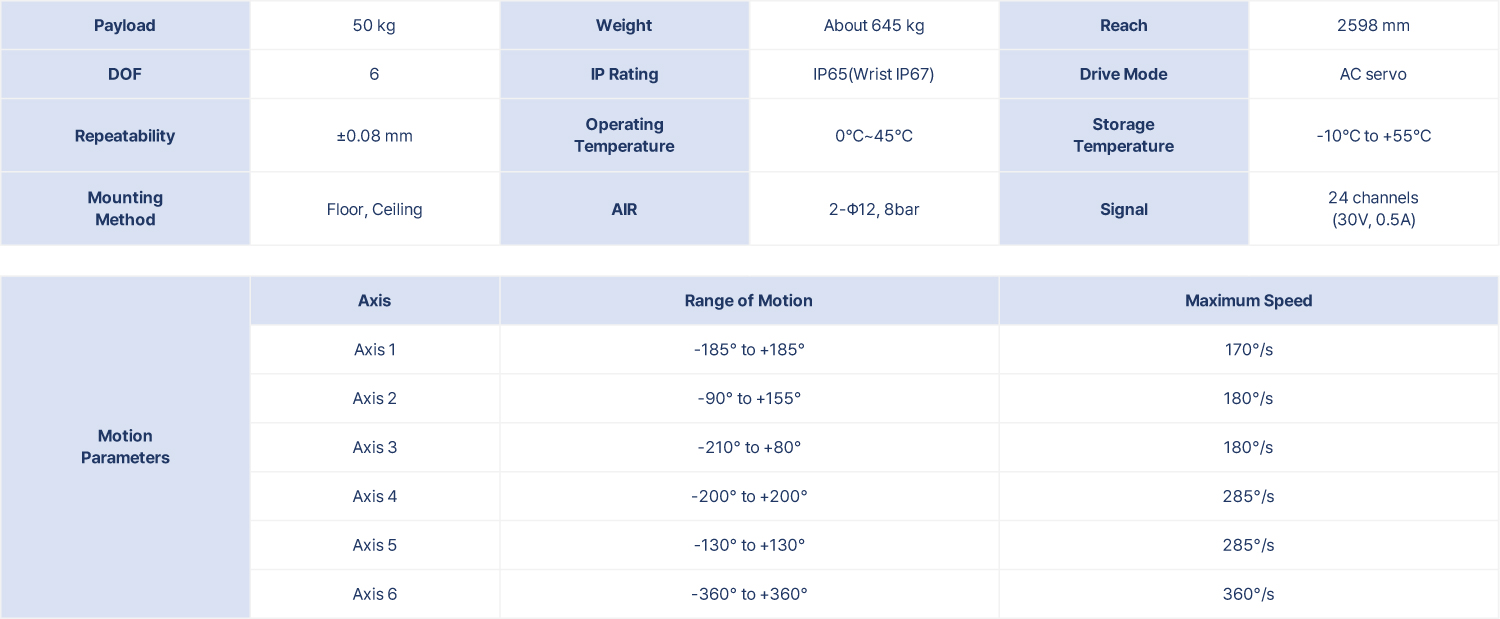 Payload 50 kg Weight About 645 kg Reach 2598 mm
DOF 6 IP Rating IP65(Wrist IP67) Drive Mode AC servo
Repeatability ±0.08 mm Operating Temperature 0°C~45°C Storage Temperature -10°C to +55°C
Mounting Method Floor, Ceiling AIR 2-Φ12, 8bar Signal 24 channels (30V, 0.5A)
Motion Parameters
Axis Range of Motion Maximum Speed
Axis 1 -185° to +185° 170°/s
Axis 2 -90° to +155° 180°/s
Axis 3 -210° to +80° 180°/s
Axis 4 -200° to +200° 285°/s
Axis 5 -130° to +130° 285°/s
Axis 6 -360° to +360° 360°/s